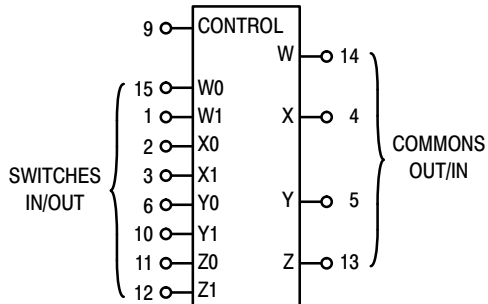 9 CONTROL
W 14
15 W0
1 W1
X 4
2 X0
3 X1
6 Y0
Y 5
10 Y1
11 Z0
Z 13
12 Z1
SWITCHES
IN/OUT
COMMONS
OUT/IN